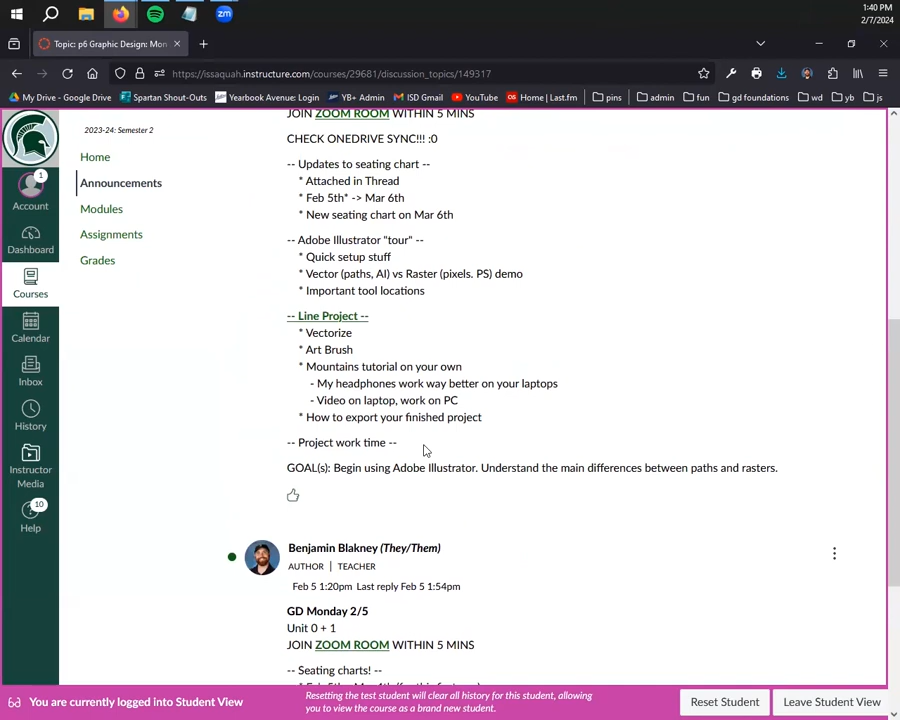 1:40 PM
2/7/2024
Topic: p6 Graphic Design: Mon
https://issaquah.instructure.com/courses/29681/discussion_topics/149317
My Drive - Google Drive
Spartan Shout-Outs
Yearbook Avenue: Login
YB+ Admin
ISD Gmail
YouTube
Home | Last.fm
pins
admin
fun
gd foundations
wd
yb
js
2023-24: Semester 2
Home
Announcements
Modules
Assignments
Grades
1
Account
Dashboard
Courses
Calendar
Inbox
History
Instructor
Media
10
Help
JOIN ZOOM ROOM WITHIN 5 MINS
CHECK ONEDRIVE SYNC!!! :0
-- Updates to seating chart --
* Attached in Thread
* Feb 5th* -> Mar 6th
* New seating chart on Mar 6th
-- Adobe Illustrator "tour" --
* Quick setup stuff
* Vector (paths, AI) vs Raster (pixels. PS) demo
* Important tool locations
-- Line Project --
* Vectorize
* Art Brush
* Mountains tutorial on your own
- My headphones work way better on your laptops
- Video on laptop, work on PC
* How to export your finished project
-- Project work time --
GOAL(s): Begin using Adobe Illustrator. Understand the main differences between paths and rasters.
Benjamin Blakney (They/Them)
AUTHOR | TEACHER
Feb 5 1:20pm Last reply Feb 5 1:54pm
GD Monday 2/5
Unit 0 + 1
JOIN ZOOM ROOM WITHIN 5 MINS
-- Seating charts! --
You are currently logged into Student View
Resetting the test student will clear all history for this student, allowing
you to view the course as a brand new student.
Reset Student
Leave Student View